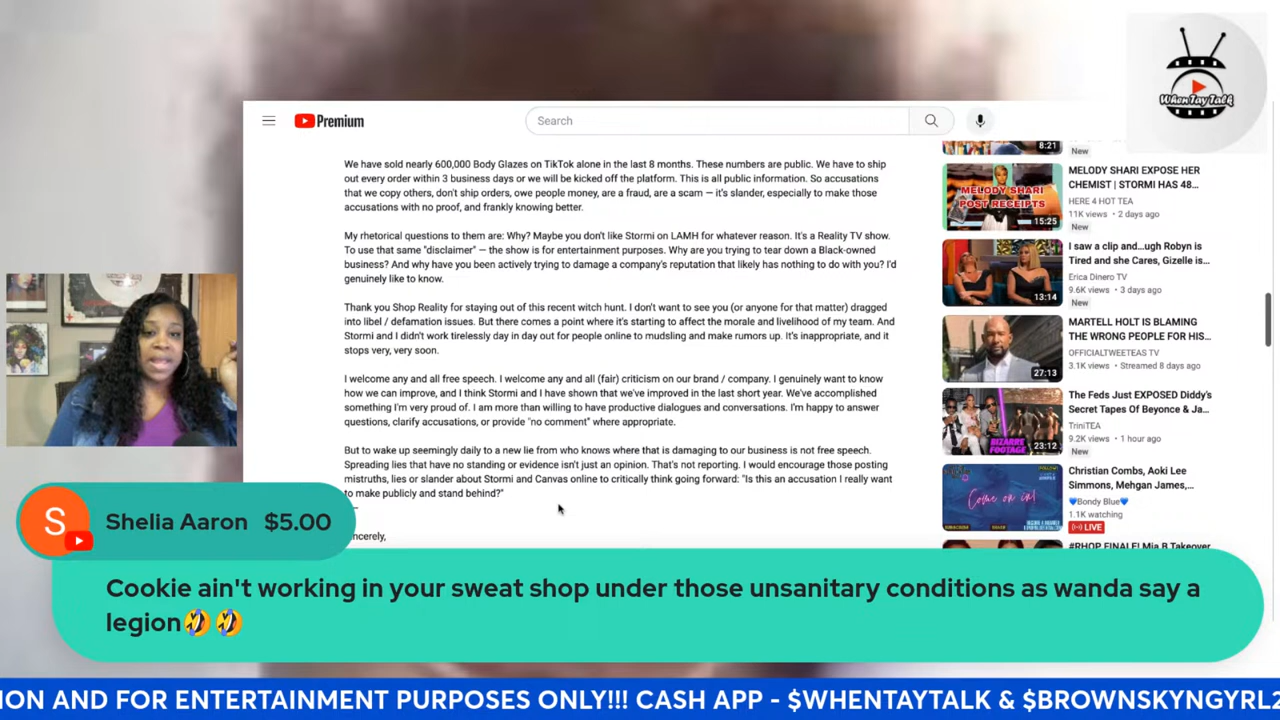 WhenTayTalk
Premium
Search
We have sold nearly 600,000 Body Glazes on TikTok alone in the last 8 months. These numbers are public. We have to ship
out every order within 3 business days or we will be kicked off the platform. This is all public information. So accusations
that we copy others, don't ship orders, owe people money, are a fraud, are a scam — it's slander, especially to make those
accusations with no proof, and frankly knowing better.
My rhetorical questions to them are: Why? Maybe you don't like Stormi on LAMH for whatever reason. It's a Reality TV show.
To use that same "disclaimer" — the show is for entertainment purposes. Why are you trying to tear down a Black-owned
business? And why have you been actively trying to damage a company's reputation that likely has nothing to do with you? I'd
genuinely like to know.
Thank you Shop Reality for staying out of this recent witch hunt. I don't want to see you (or anyone for that matter) dragged
into libel / defamation issues. But there comes a point where it's starting to affect the morale and livelihood of my team. And
Stormi and I didn't work tirelessly day in day out for people online to mudsling and make rumors up. It's inappropriate, and it
stops very, very soon.
I welcome any and all free speech. I welcome any and all (fair) criticism on our brand / company. I genuinely want to know
how we can improve, and I think Stormi and I have shown that we've improved in the last short year. We've accomplished
something I'm very proud of. I am more than willing to have productive dialogues and conversations. I'm happy to answer
questions, clarify accusations, or provide "no comment" where appropriate.
But to wake up seemingly daily to a new lie from who knows where that is damaging to our business is not free speech.
Spreading lies that have no standing or evidence isn't just an opinion. That's not reporting. I would encourage those posting
mistruths, lies or slander about Stormi and Canvas online to critically think going forward: "Is this an accusation I really want
to make publicly and stand behind?"
incerely,
8:21
New
MELODY SHARI
POST RECEIPTS
15:25
MELODY SHARI EXPOSE HER
CHEMIST | STORMI HAS 48...
HERE 4 HOT TEA
11K views • 2 days ago
New
13:14
I saw a clip and...ugh Robyn is
Tired and she Cares, Gizelle is...
Erica Dinero TV
9.6K views • 3 days ago
New
27:13
MARTELL HOLT IS BLAMING
THE WRONG PEOPLE FOR HIS...
OFFICIALTWEETEAS TV
3.1K views • Streamed 8 days ago
BIZARRE
FOOTAGE
23:12
The Feds Just EXPOSED Diddy's
Secret Tapes Of Beyonce & Ja...
TriniTEA
9.2K views • 1 hour ago
New
Come on in!
Christian Combs, Aoki Lee
Simmons, Mehgan James,...
💙Bondy Blue💙
1.1K watching
LIVE
#RHOP FINALE! Mia B Takeover
S
Shelia Aaron $5.00
Cookie ain't working in your sweat shop under those unsanitary conditions as wanda say a
legion🤣🤣
ION AND FOR ENTERTAINMENT PURPOSES ONLY!!! CASH APP - $WHENTAYTALK & $BROWNSKYNGYRL2